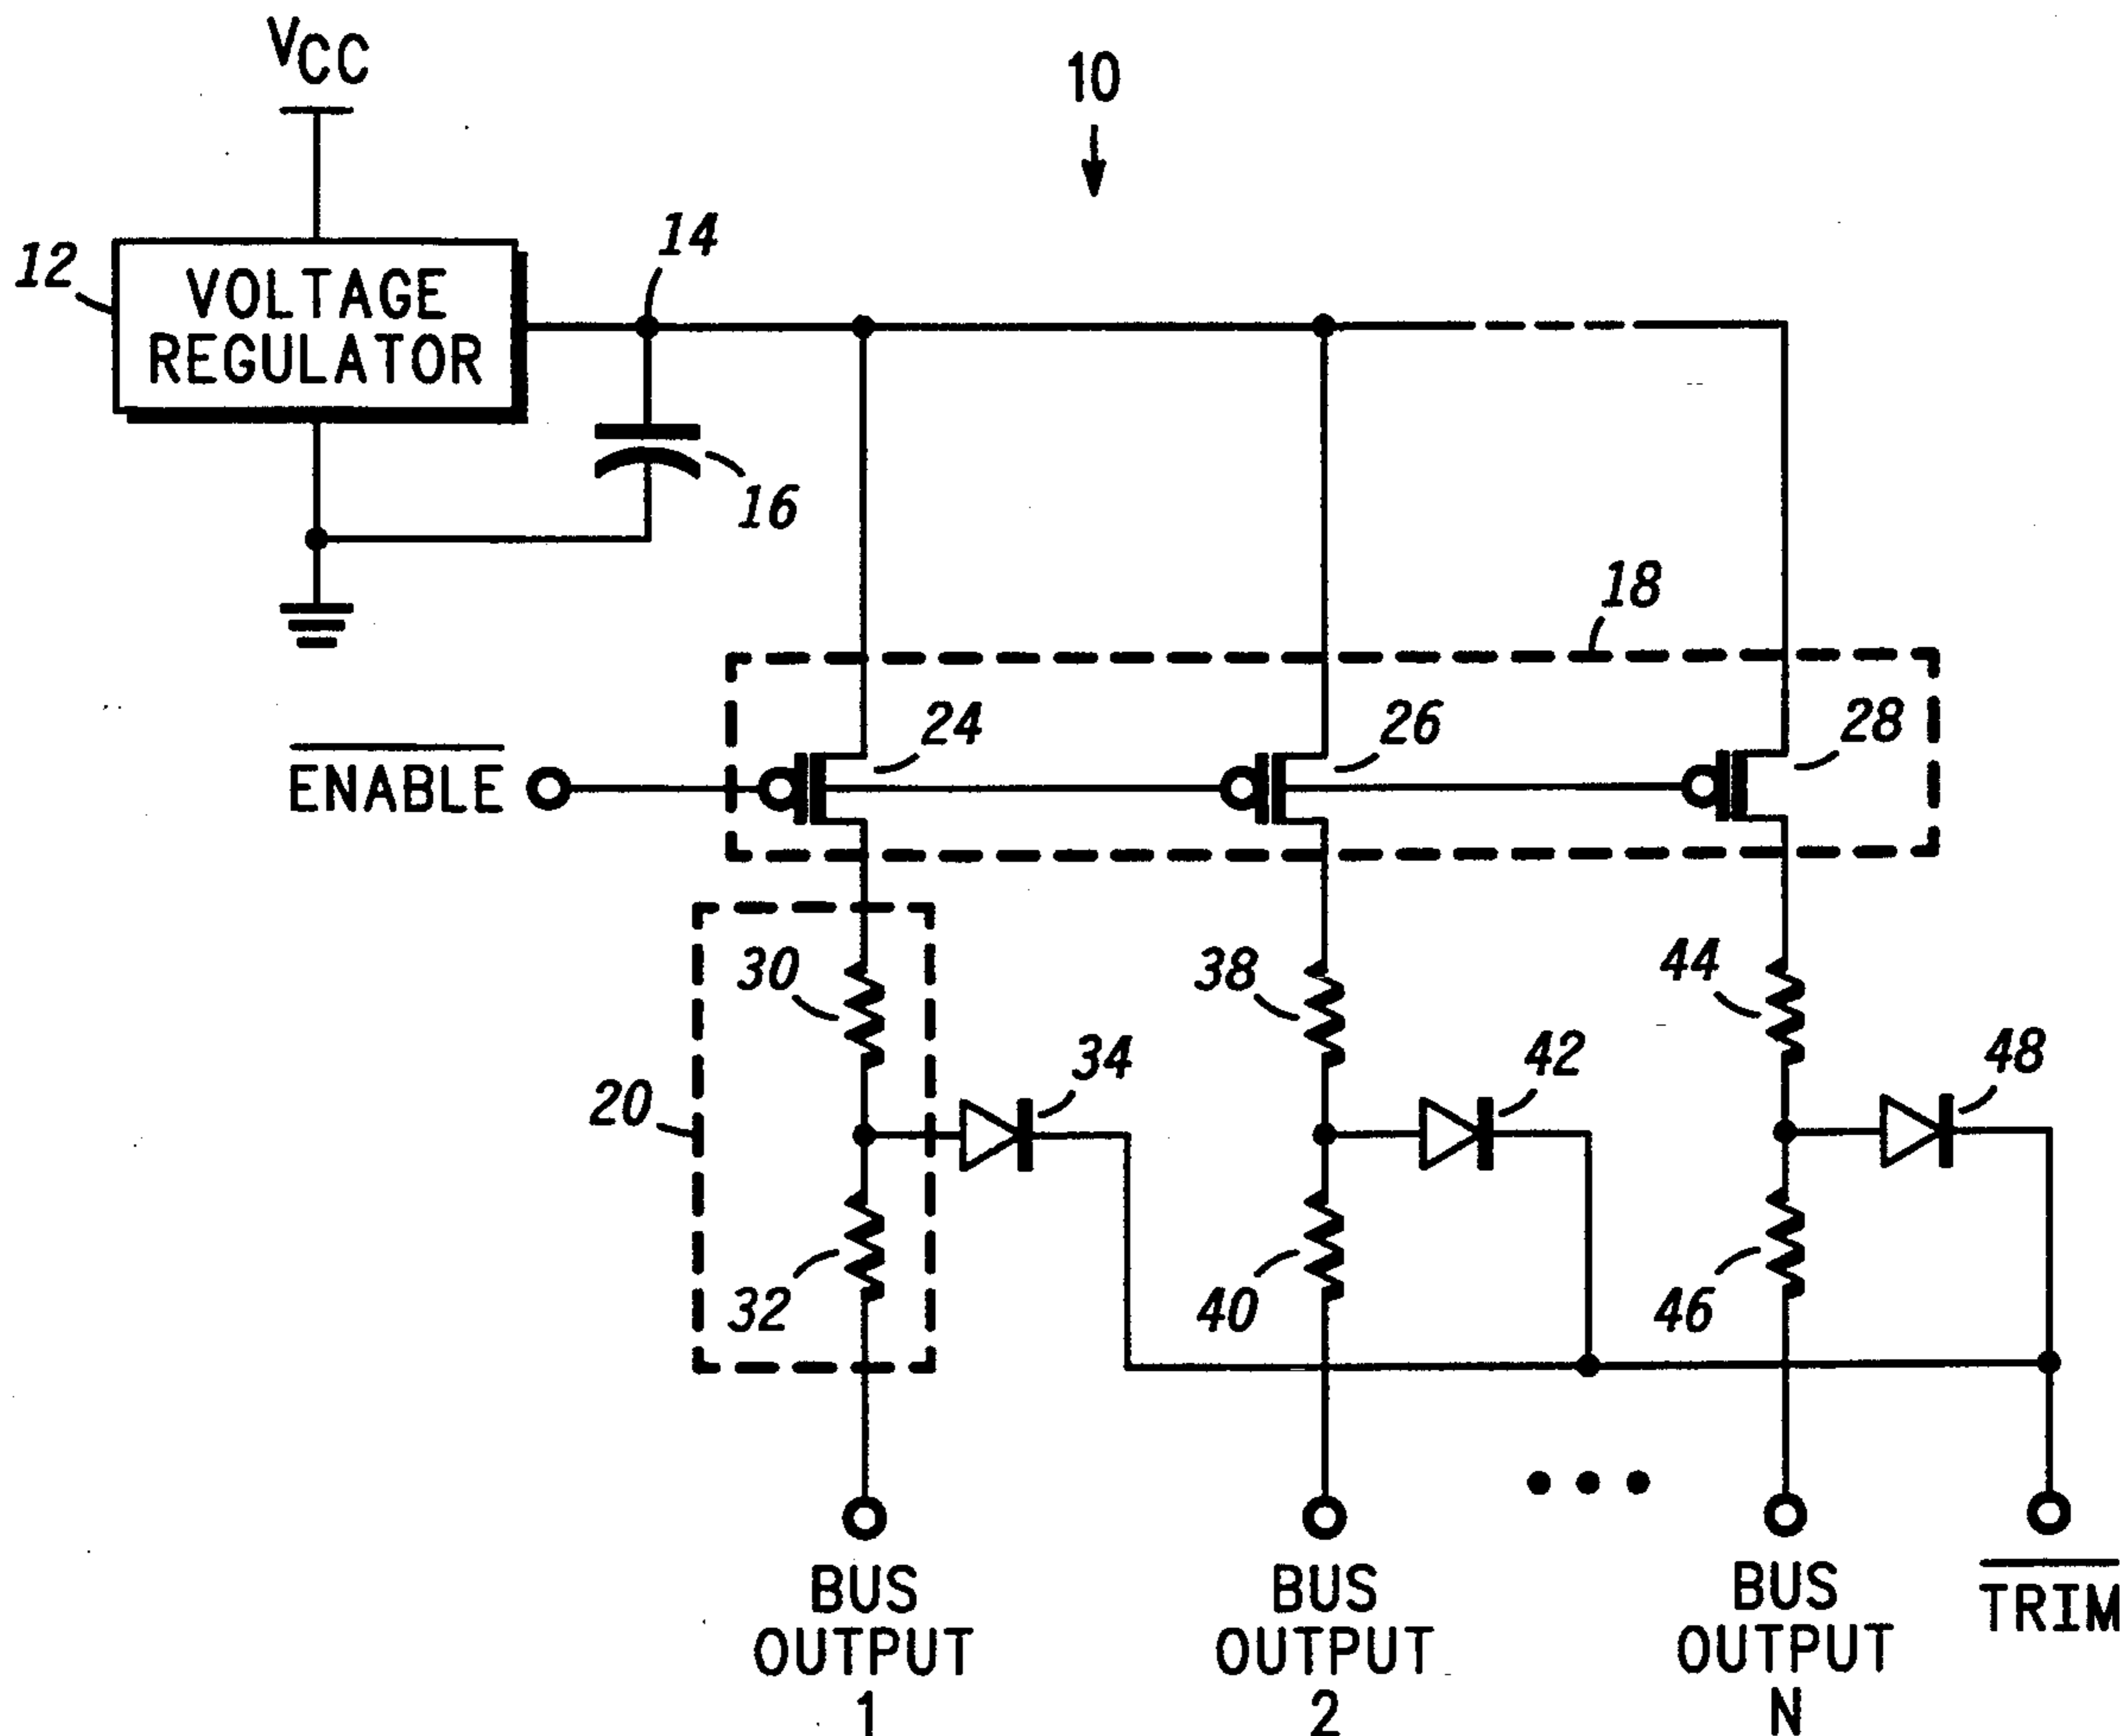 VCC
10
12
VOLTAGE
REGULATOR
14
16
18
ENABLE
24
26
28
20
30
32
34
38
40
42
44
46
48
BUS
OUTPUT
1
BUS
OUTPUT
2
BUS
OUTPUT
N
TRIM